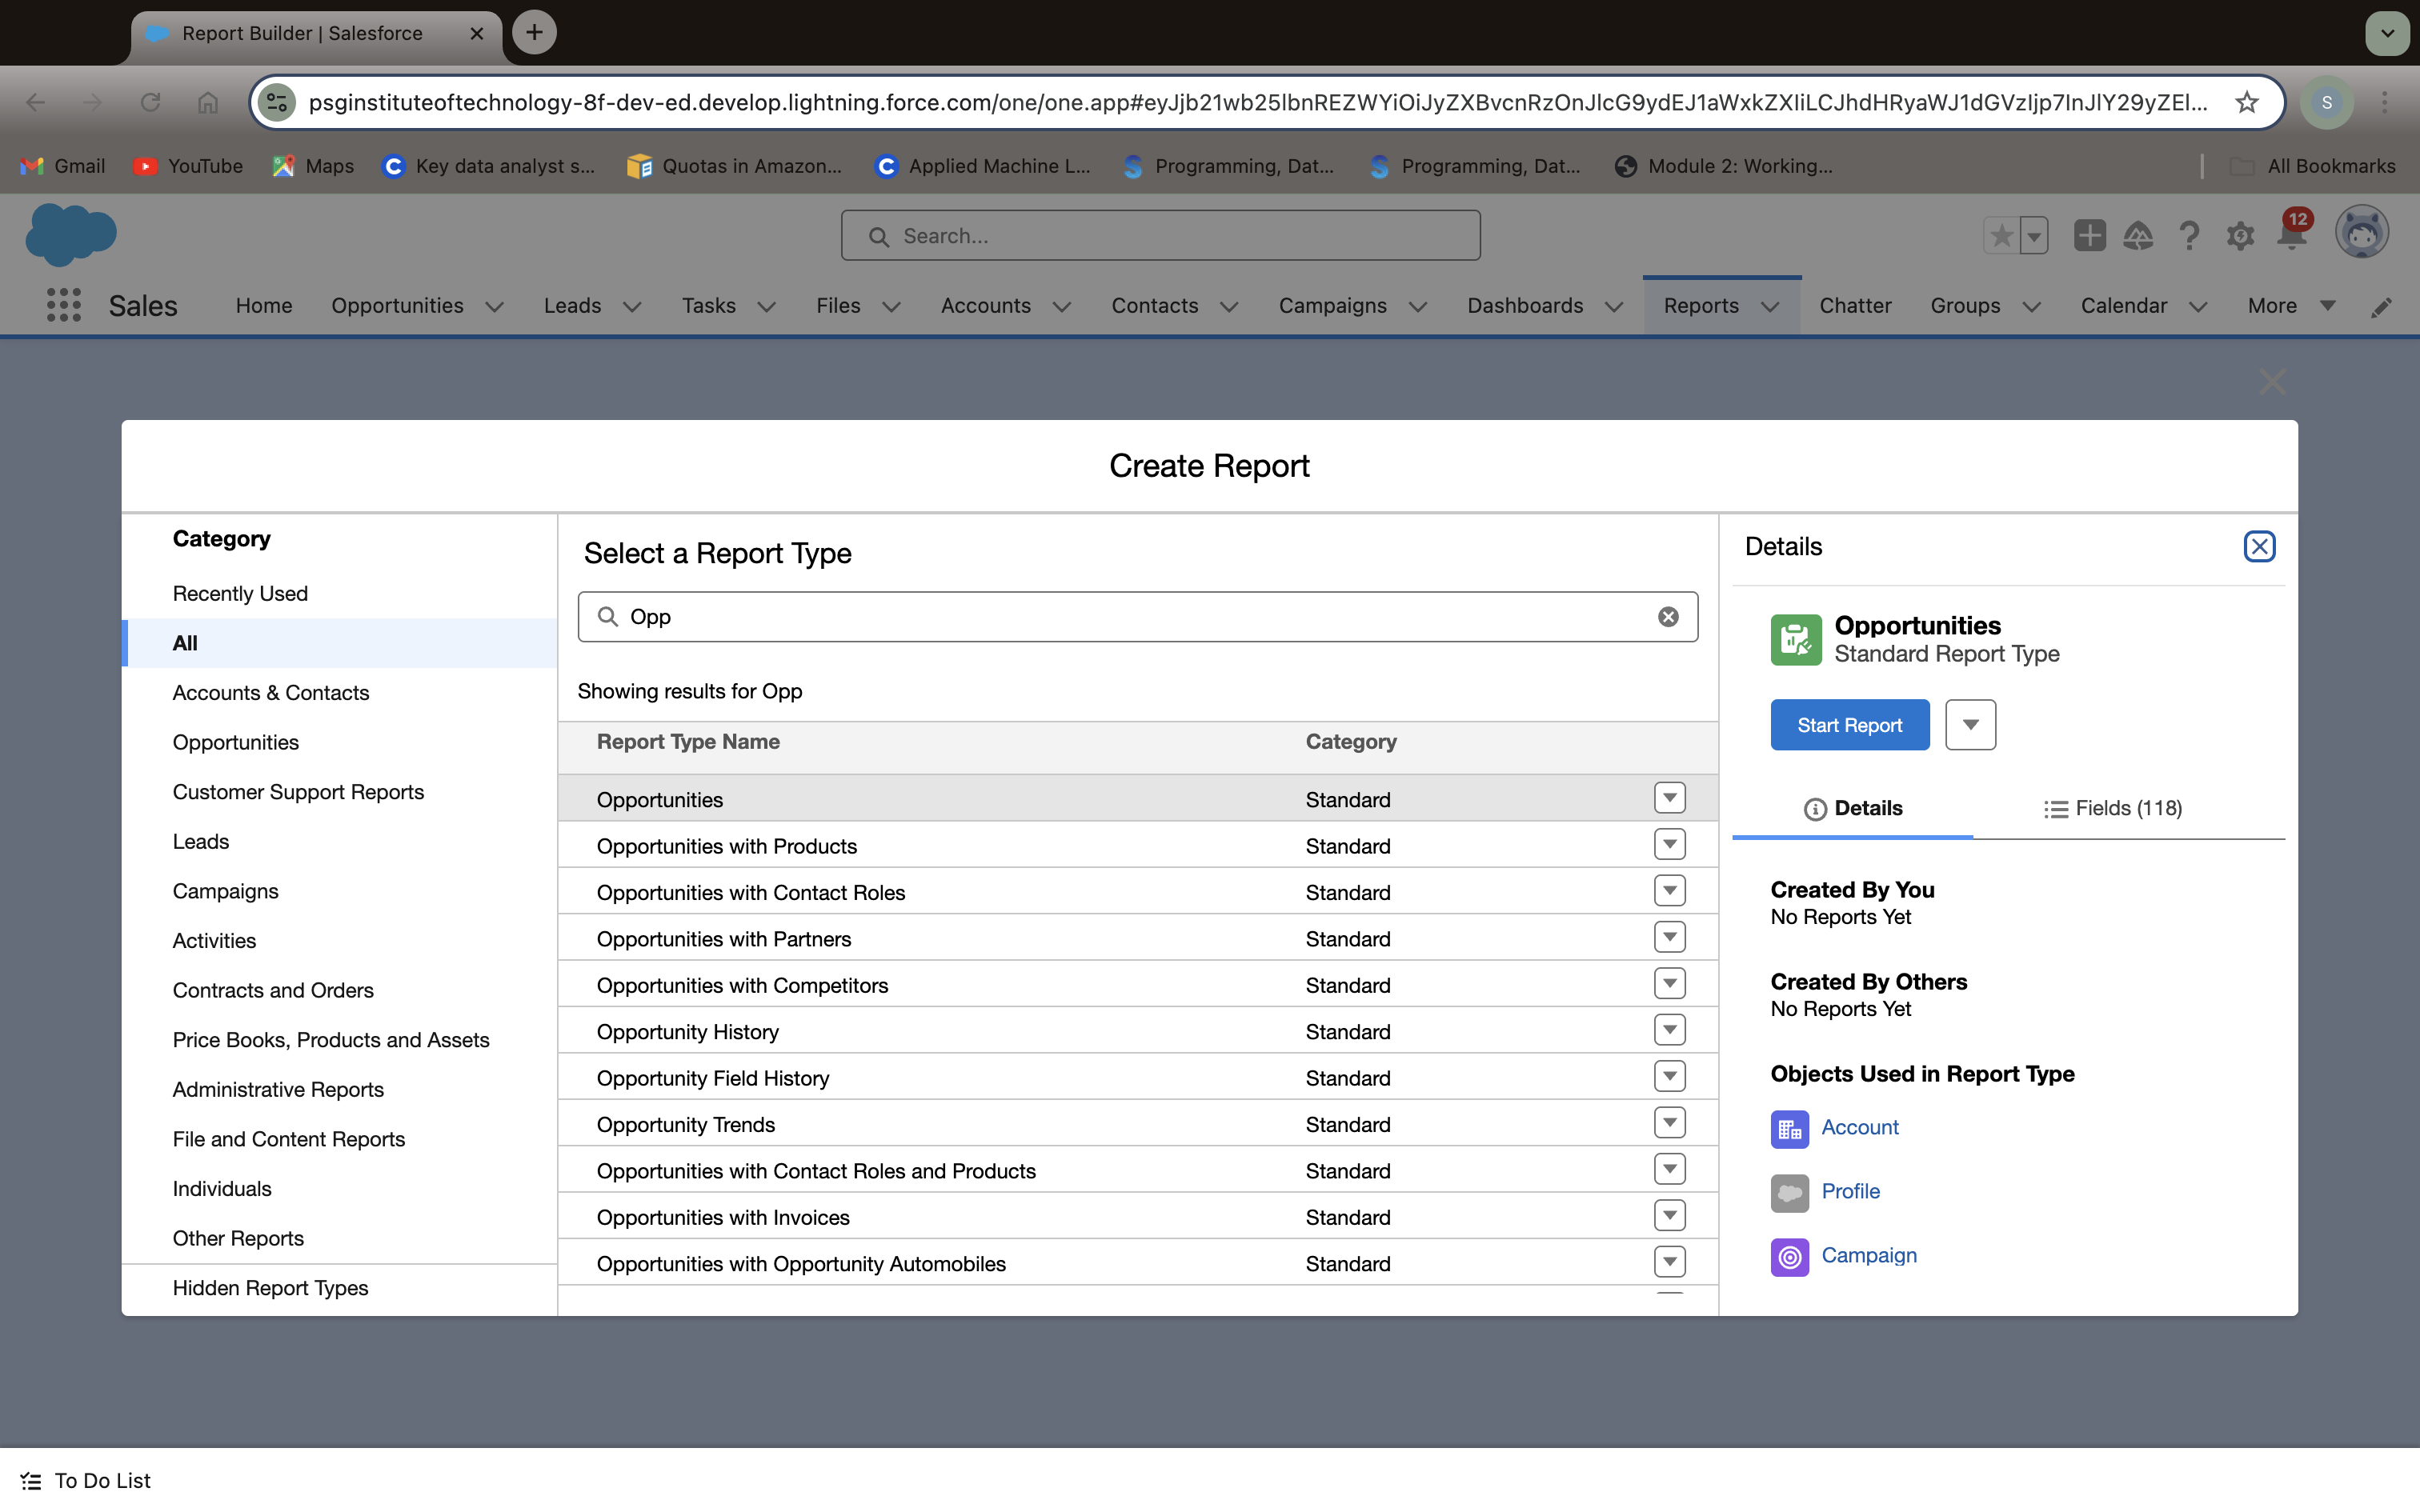 Report Builder | Salesforce
psginstituteoftechnology-8f-dev-ed.develop.lightning.force.com/one/one.app#eyJjb21wb25lbnREZWYiOiJyZXBvcnRzOnJlcG9ydEJ1aWxkZXIiLCJhdHRyaWJ1dGVzIjp7InJlY29yZEl...
S
Gmail YouTube Maps Key data analyst s... Quotas in Amazon... Applied Machine L... Programming, Dat... Programming, Dat... Module 2: Working... All Bookmarks
Search...
12
Sales Home Opportunities Leads Tasks Files Accounts Contacts Campaigns Dashboards Reports Chatter Groups Calendar More
Create Report
Category
Recently Used
All
Accounts & Contacts
Opportunities
Customer Support Reports
Leads
Campaigns
Activities
Contracts and Orders
Price Books, Products and Assets
Administrative Reports
File and Content Reports
Individuals
Other Reports
Hidden Report Types
Select a Report Type
Opp
Showing results for Opp
Report Type Name Category
Opportunities Standard
Opportunities with Products Standard
Opportunities with Contact Roles Standard
Opportunities with Partners Standard
Opportunities with Competitors Standard
Opportunity History Standard
Opportunity Field History Standard
Opportunity Trends Standard
Opportunities with Contact Roles and Products Standard
Opportunities with Invoices Standard
Opportunities with Opportunity Automobiles Standard
Details
Opportunities
Standard Report Type
Start Report
Details Fields (118)
Created By You
No Reports Yet
Created By Others
No Reports Yet
Objects Used in Report Type
Account
Profile
Campaign
To Do List